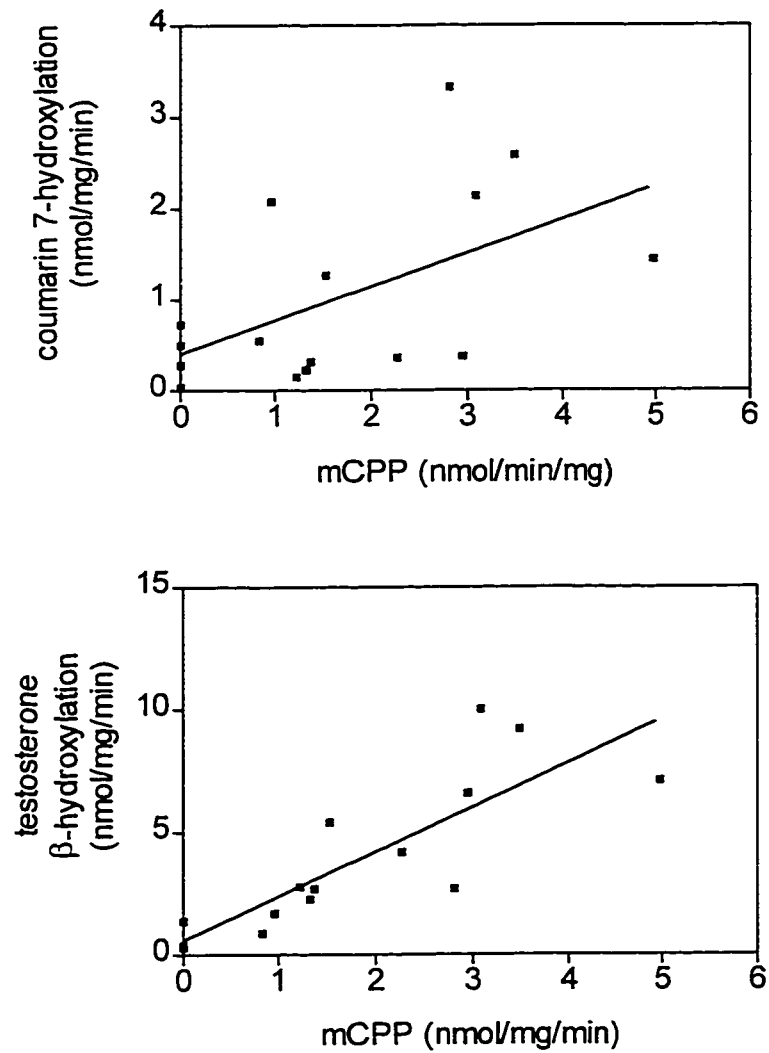 coumarin 7-hydroxylation
(nmol/mg/min)
4
3
2
1
0
0 1 2 3 4 5 6
mCPP (nmol/min/mg)
testosterone
β-hydroxylation
(nmol/mg/min)
15
10
5
0
0 1 2 3 4 5 6
mCPP (nmol/mg/min)